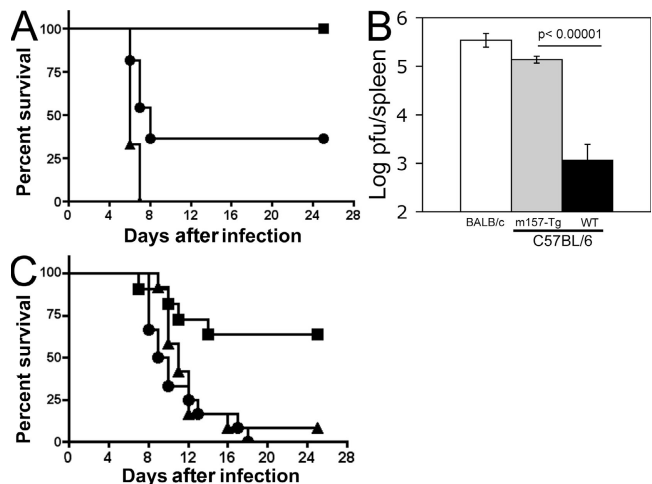 A
Percent survival
100
75
50
25
0
0 4 8 12 16 20 24 28
Days after infection
B
Log pfu/spleen
6
5
4
3
2
p< 0.00001
BALB/c m157-Tg WT
C57BL/6
C
Percent survival
100
75
50
25
0
0 4 8 12 16 20 24 28
Days after infection